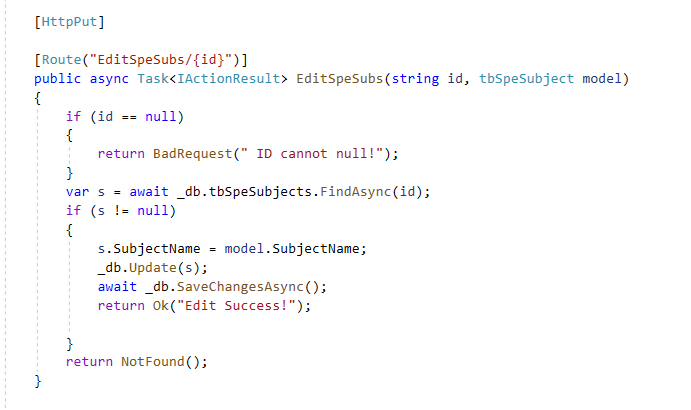 [HttpPut]
[Route("EditSpeSubs/{id}")]
public async Task<IActionResult> EditSpeSubs(string id, tbSpeSubject model)
{
if (id == null)
{
return BadRequest(" ID cannot null!");
}
var s = await _db.tbSpeSubjects.FindAsync(id);
if (s != null)
{
s.SubjectName = model.SubjectName;
_db.Update(s);
await _db.SaveChangesAsync();
return Ok("Edit Success!");
}
return NotFound();
}